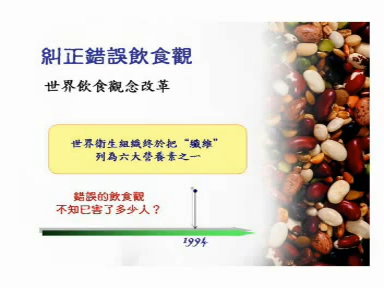 糾正錯誤飲食觀
世界飲食觀念改革
世界衛生組織終於把“纖維”
列為六大營養素之一
錯誤的飲食觀
不知已害了多少人？
1994